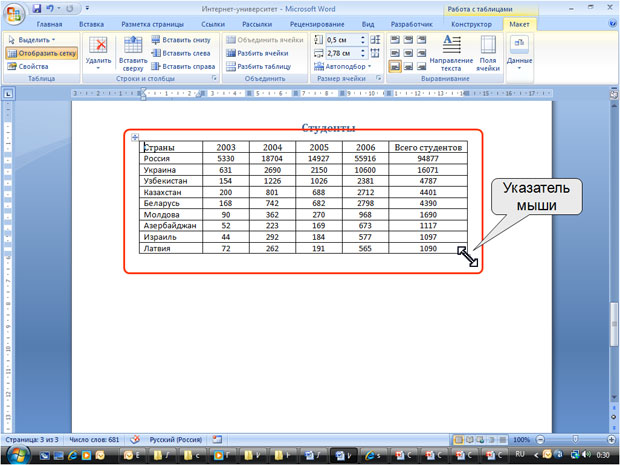 Интернет-университет - Microsoft Word
Работа с таблицами
Главная Вставка Разметка страницы Ссылки Рассылки Рецензирование Вид Разработчик Конструктор Макет
Выделить
Отобразить сетку
Свойства
Таблица
Удалить
Вставить сверху
Вставить снизу
Вставить слева
Вставить справа
Строки и столбцы
Объединить ячейки
Разбить ячейки
Разбить таблицу
Объединить
0,5 см
2,78 см
Автоподбор
Размер ячейки
Направление текста
Поля ячейки
Выравнивание
Данные
Студенты
Страны 2003 2004 2005 2006 Всего студентов
Россия 5330 18704 14927 55916 94877
Украина 631 2690 2150 10600 16071
Узбекистан 154 1226 1026 2381 4787
Казахстан 200 801 688 2712 4401
Беларусь 168 742 682 2798 4390
Молдова 90 362 270 968 1690
Азербайджан 52 223 169 673 1117
Израиль 44 292 184 577 1097
Латвия 72 262 191 565 1090
Указатель
мыши
Страница: 3 из 3 Число слов: 681 Русский (Россия) 100%
RU 0:30